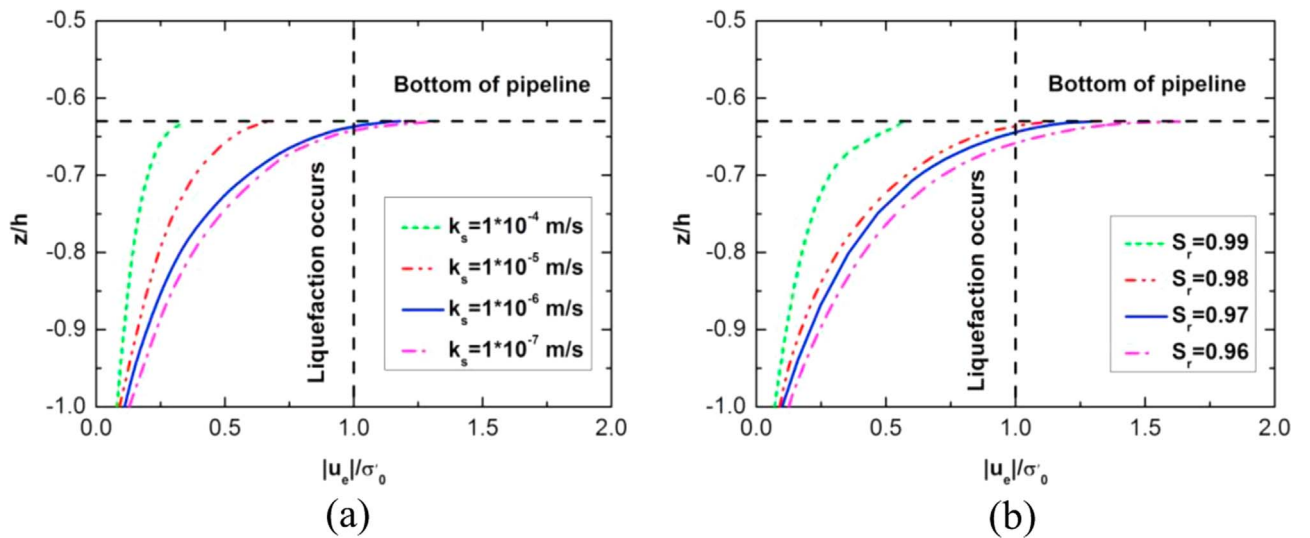 -0.5
-0.6
-0.7
-0.8
-0.9
-1.0
z/h
0.0 0.5 1.0 1.5 2.0
|u_e|/σ'_0
Bottom of pipeline
Liquefaction occurs
k_s=1*10^-4 m/s
k_s=1*10^-5 m/s
k_s=1*10^-6 m/s
k_s=1*10^-7 m/s
(a)
-0.5
-0.6
-0.7
-0.8
-0.9
-1.0
z/h
0.0 0.5 1.0 1.5 2.0
|u_e|/σ'_0
Bottom of pipeline
Liquefaction occurs
S_r=0.99
S_r=0.98
S_r=0.97
S_r=0.96
(b)